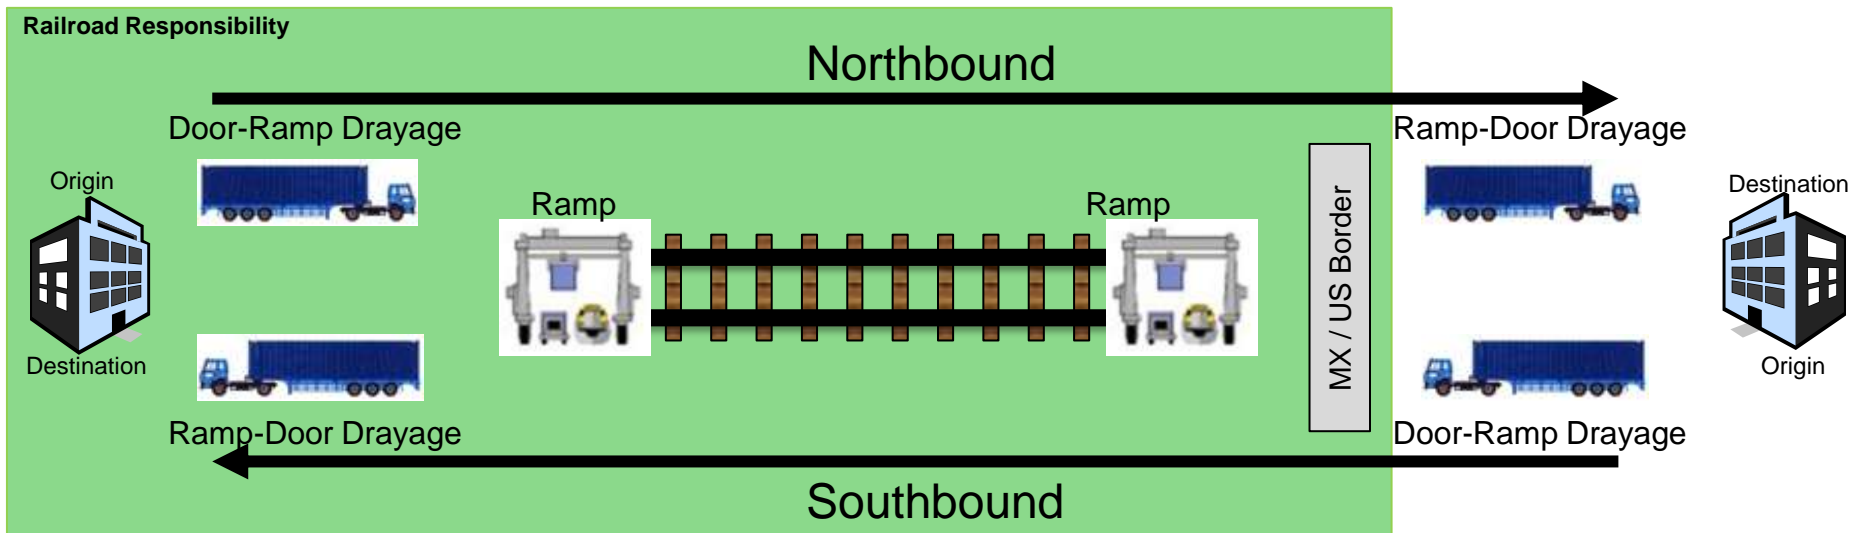 Railroad Responsibility
Northbound
Door-Ramp Drayage
Ramp-Door Drayage
Origin
Destination
Ramp
Ramp
MX / US Border
Destination
Origin
Ramp-Door Drayage
Door-Ramp Drayage
Southbound